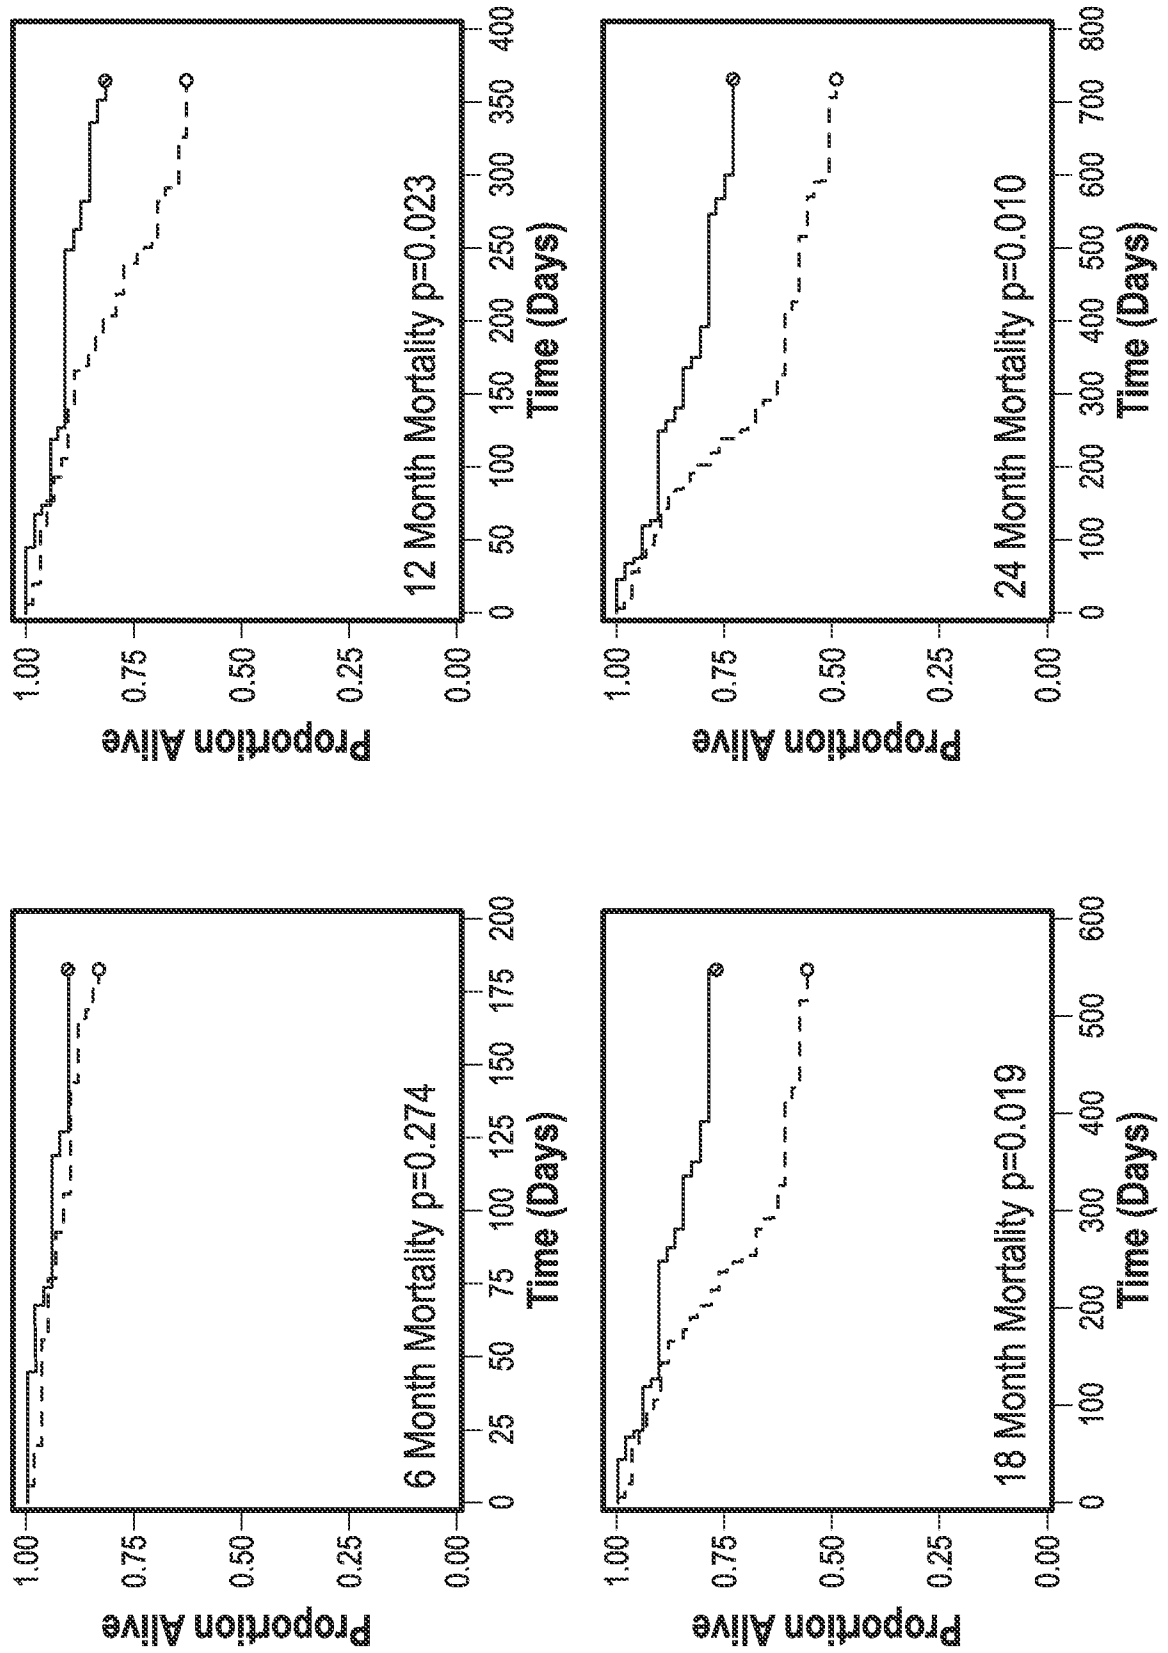 Proportion Alive
1.00
0.75
0.50
0.25
0.00
6 Month Mortality p=0.274
0 25 50 75 100 125 150 175 200
Time (Days)
Proportion Alive
1.00
0.75
0.50
0.25
0.00
12 Month Mortality p=0.023
0 50 100 150 200 250 300 350 400
Time (Days)
Proportion Alive
1.00
0.75
0.50
0.25
0.00
18 Month Mortality p=0.019
0 100 200 300 400 500 600
Time (Days)
Proportion Alive
1.00
0.75
0.50
0.25
0.00
24 Month Mortality p=0.010
0 100 200 300 400 500 600 700 800
Time (Days)